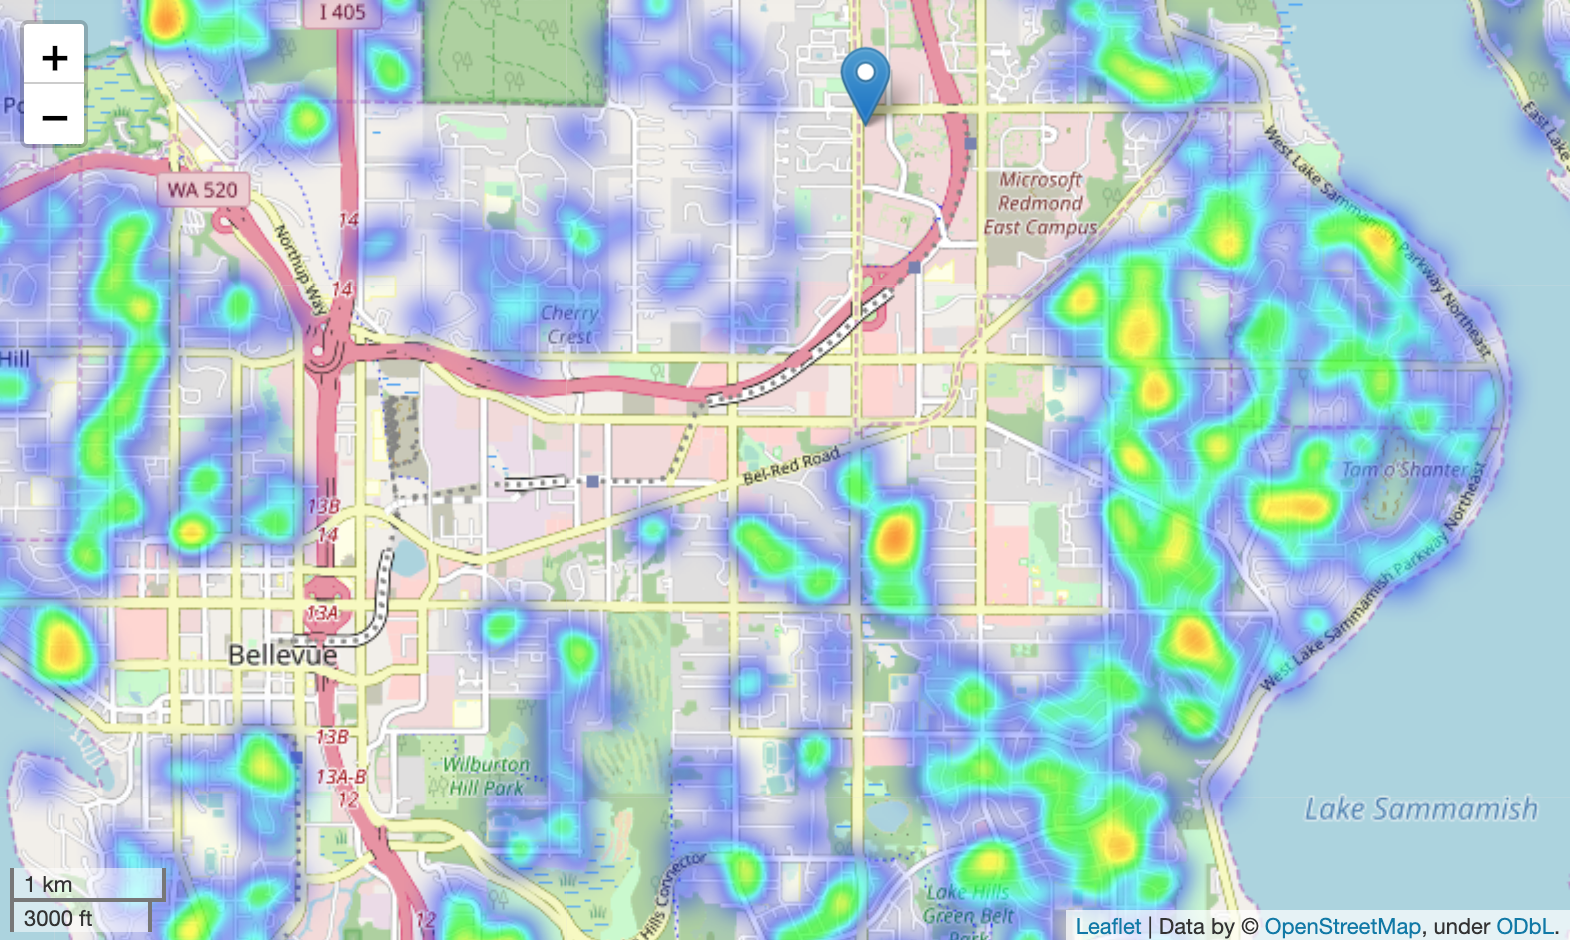 I 405
+
−
WA 520
Northup Way
14
14
Microsoft
Redmond
East Campus
West Lake Sammamish Parkway Northeast
East Lake
Cherry
Crest
Hill
Bel-Red Road
Tam o'Shanter
13B
14
13A
Bellevue
West Lake Sammamish Parkway Northeast
13B
13A-B
12
Wilburton
Hill Park
Lake Sammamish
Hills Connector
Lake Hills
Green Belt
Park
12
1 km
3000 ft
Leaflet | Data by © OpenStreetMap, under ODbL.